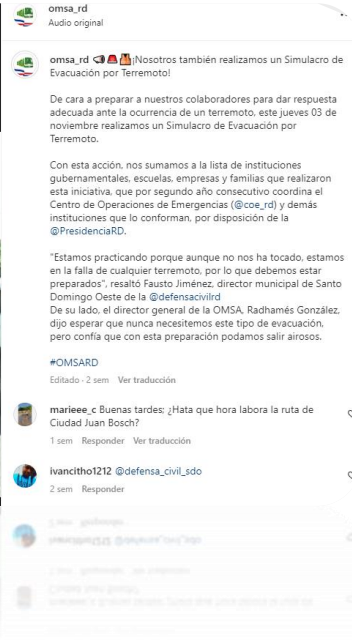 omsa_rd
Audio original
omsa_rd 📢🚨🦺¡Nosotros también realizamos un Simulacro de
Evacuación por Terremoto!
De cara a preparar a nuestros colaboradores para dar respuesta
adecuada ante la ocurrencia de un terremoto, este jueves 03 de
noviembre realizamos un Simulacro de Evacuación por
Terremoto.
Con esta acción, nos sumamos a la lista de instituciones
gubernamentales, escuelas, empresas y familias que realizaron
esta iniciativa, que por segundo año consecutivo coordina el
Centro de Operaciones de Emergencias (@coe_rd) y demás
instituciones que lo conforman, por disposición de la
@PresidenciaRD.
"Estamos practicando porque aunque no nos ha tocado, estamos
en la falla de cualquier terremoto, por lo que debemos estar
preparados", resaltó Fausto Jiménez, director municipal de Santo
Domingo Oeste de la @defensacivilrd
De su lado, el director general de la OMSA, Radhamés González,
dijo esperar que nunca necesitemos este tipo de evacuación,
pero confía que con esta preparación podamos salir airosos.
#OMSARD
Editado · 2 sem Ver traducción
marieee_c Buenas tardes; ¿Hata que hora labora la ruta de
Ciudad Juan Bosch?
1 sem Responder Ver traducción
ivancitho1212 @defensa_civil_sdo
2 sem Responder